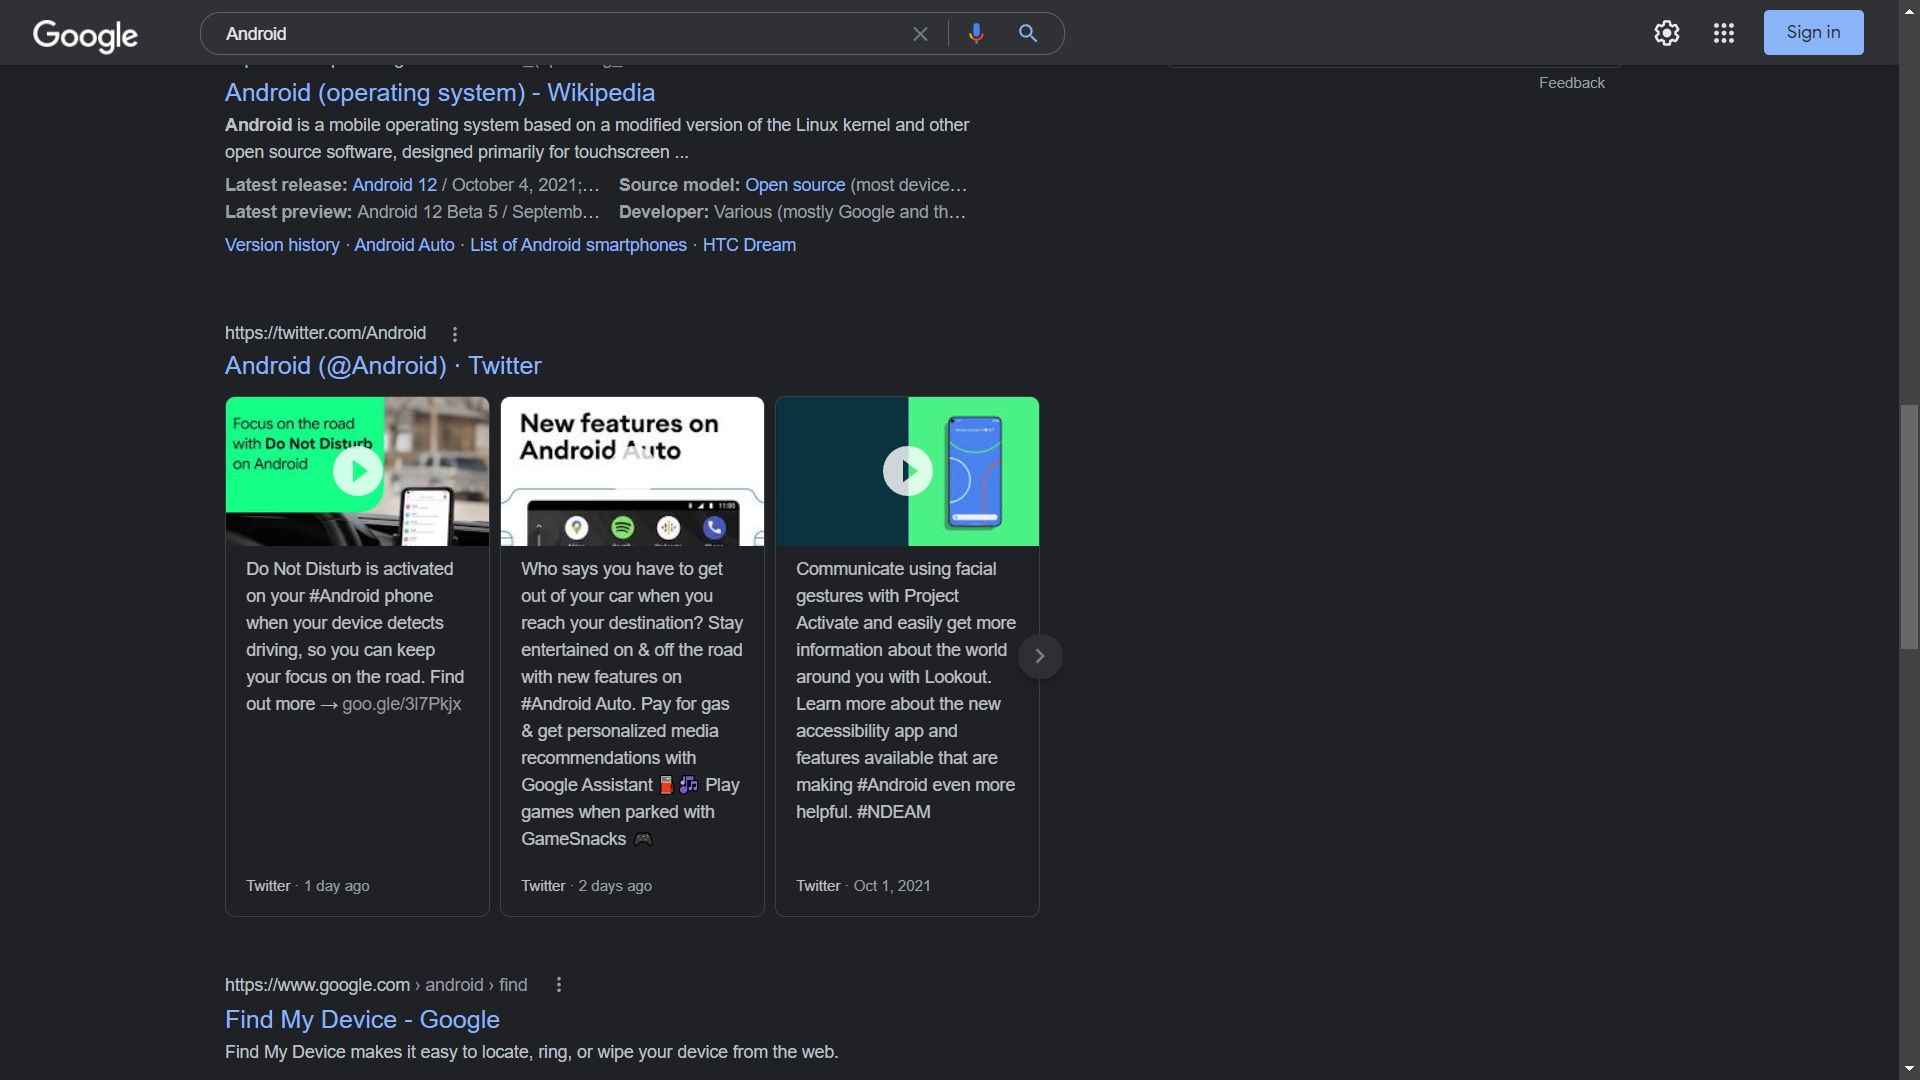 Google
Android
Sign in
Feedback
Android (operating system) - Wikipedia
Android is a mobile operating system based on a modified version of the Linux kernel and other
open source software, designed primarily for touchscreen ...
Latest release: Android 12 / October 4, 2021;... Source model: Open source (most device...
Latest preview: Android 12 Beta 5 / Septemb... Developer: Various (mostly Google and th...
Version history · Android Auto · List of Android smartphones · HTC Dream
https://twitter.com/Android
Android (@Android) · Twitter
Focus on the road
with Do Not Disturb
on Android
Do Not Disturb is activated
on your #Android phone
when your device detects
driving, so you can keep
your focus on the road. Find
out more → goo.gle/3l7Pkjx
Twitter · 1 day ago
New features on
Android Auto
11:00
Who says you have to get
out of your car when you
reach your destination? Stay
entertained on & off the road
with new features on
#Android Auto. Pay for gas
& get personalized media
recommendations with
Google Assistant ⛽🎶 Play
games when parked with
GameSnacks 🎮
Twitter · 2 days ago
Communicate using facial
gestures with Project
Activate and easily get more
information about the world
around you with Lookout.
Learn more about the new
accessibility app and
features available that are
making #Android even more
helpful. #NDEAM
Twitter · Oct 1, 2021
https://www.google.com › android › find
Find My Device - Google
Find My Device makes it easy to locate, ring, or wipe your device from the web.